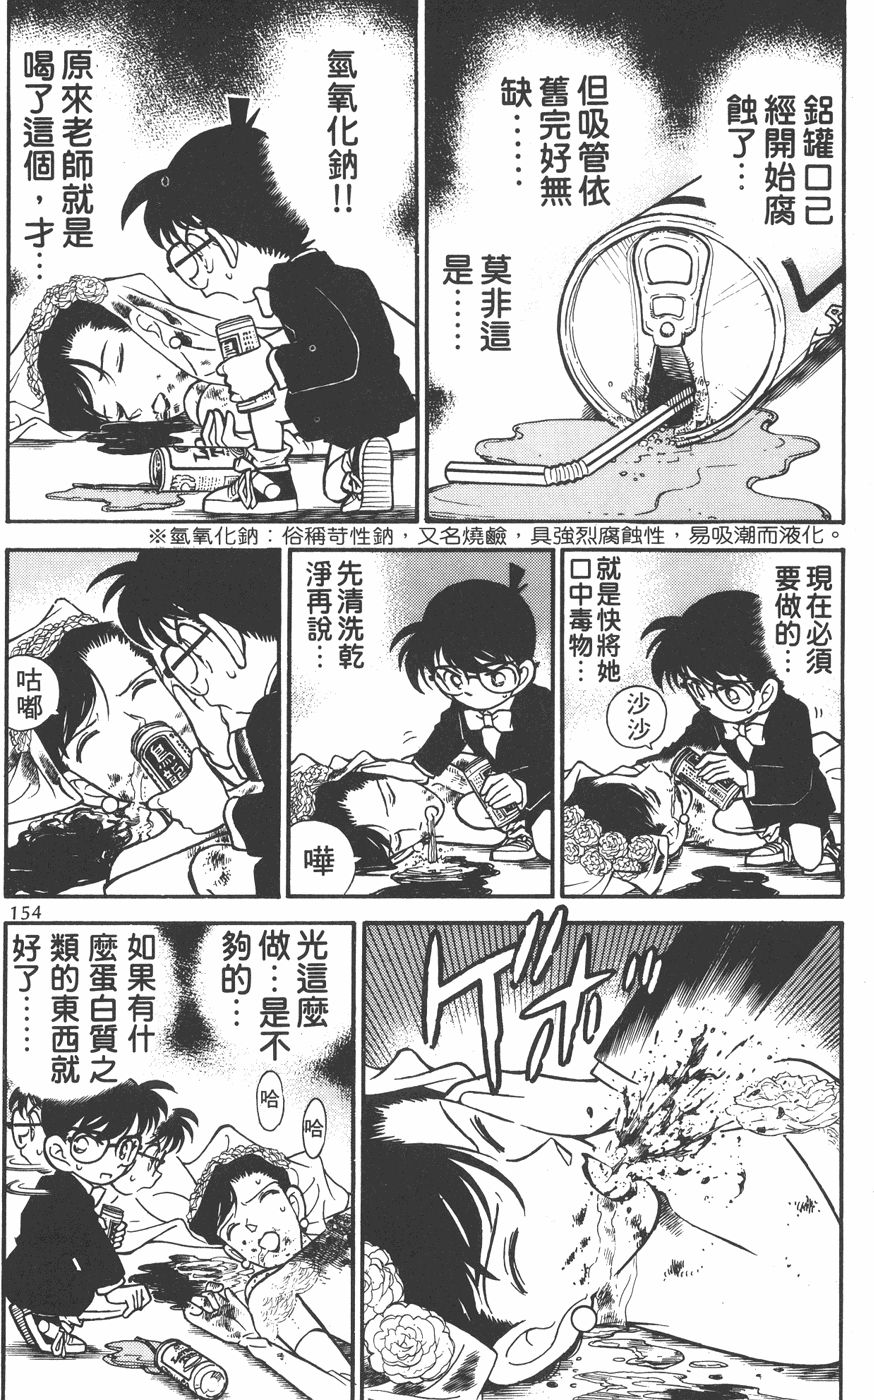 鋁罐口已
經開始腐
蝕了…
但吸管依
舊完好無
缺……
莫非這
是……
氫氧化鈉!!
原來老師就是
喝了這個，才…
※氫氧化鈉：俗稱苛性鈉，又名燒鹼，具強烈腐蝕性，易吸潮而液化。
現在必須
要做的…
就是快將她
口中毒物…
沙沙
先清洗乾
淨再說…
嘩
咕嘟
154
ゲホッ
光這麼
做…是不
夠的…
如果有什
麼蛋白質之
類的東西就
好了……
哈
哈